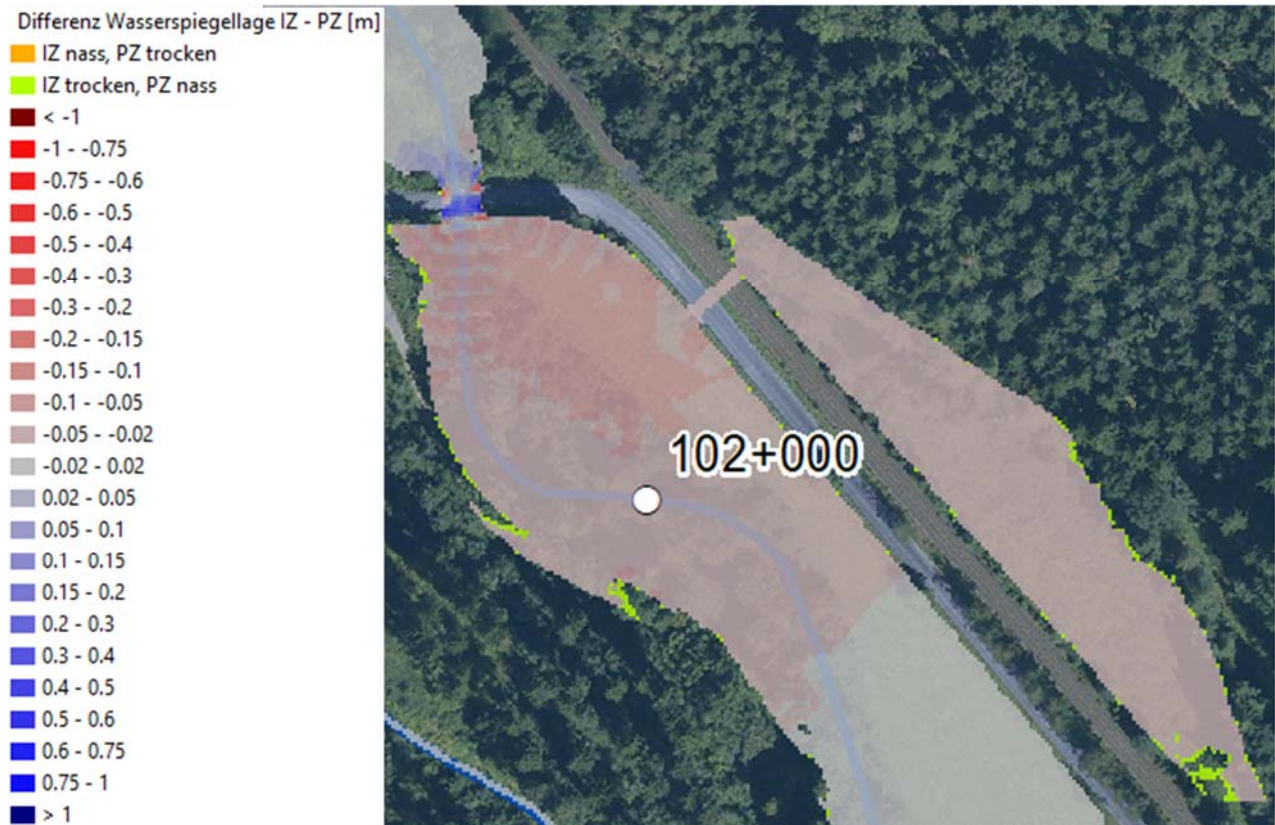 Differenz Wasserspiegellage IZ - PZ [m]
IZ nass, PZ trocken
IZ trocken, PZ nass
< -1
-1 - -0.75
-0.75 - -0.6
-0.6 - -0.5
-0.5 - -0.4
-0.4 - -0.3
-0.3 - -0.2
-0.2 - -0.15
-0.15 - -0.1
-0.1 - -0.05
-0.05 - -0.02
-0.02 - 0.02
0.02 - 0.05
0.05 - 0.1
0.1 - 0.15
0.15 - 0.2
0.2 - 0.3
0.3 - 0.4
0.4 - 0.5
0.5 - 0.6
0.6 - 0.75
0.75 - 1
> 1
102+000